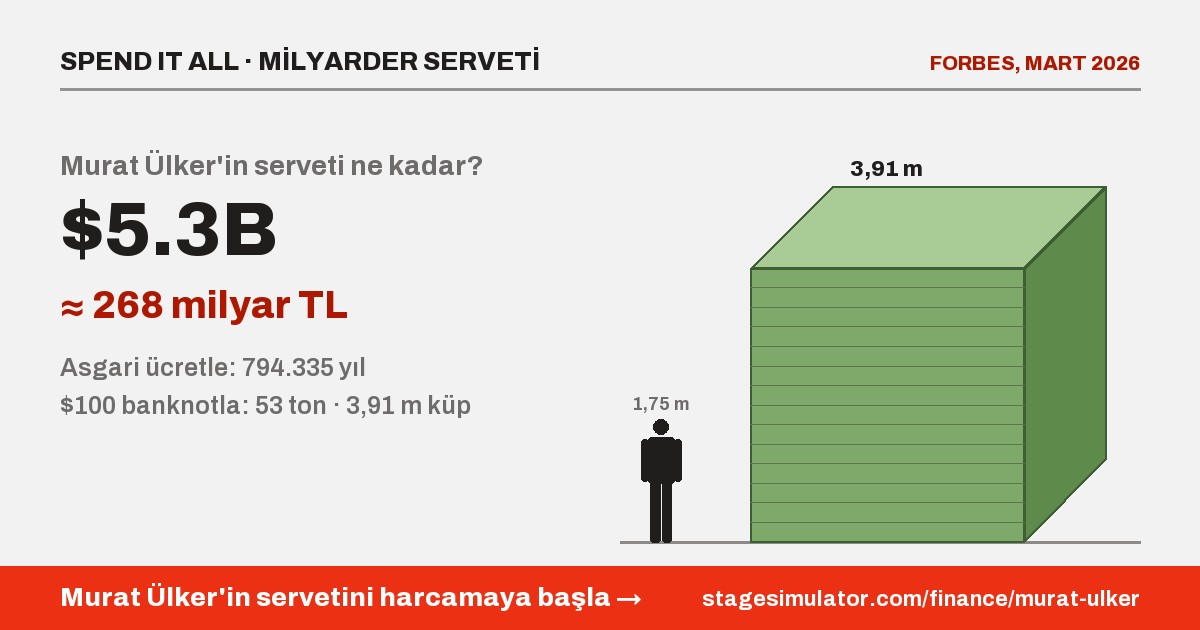 SPEND IT ALL · MİLYARDER SERVETİ
FORBES, MART 2026
Murat Ülker'in serveti ne kadar?
$5.3B
≈ 268 milyar TL
Asgari ücretle: 794.335 yıl
$100 banknotla: 53 ton · 3,91 m küp
3,91 m
1,75 m
Murat Ülker'in servetini harcamaya başla →
stagesimulator.com/finance/murat-ulker